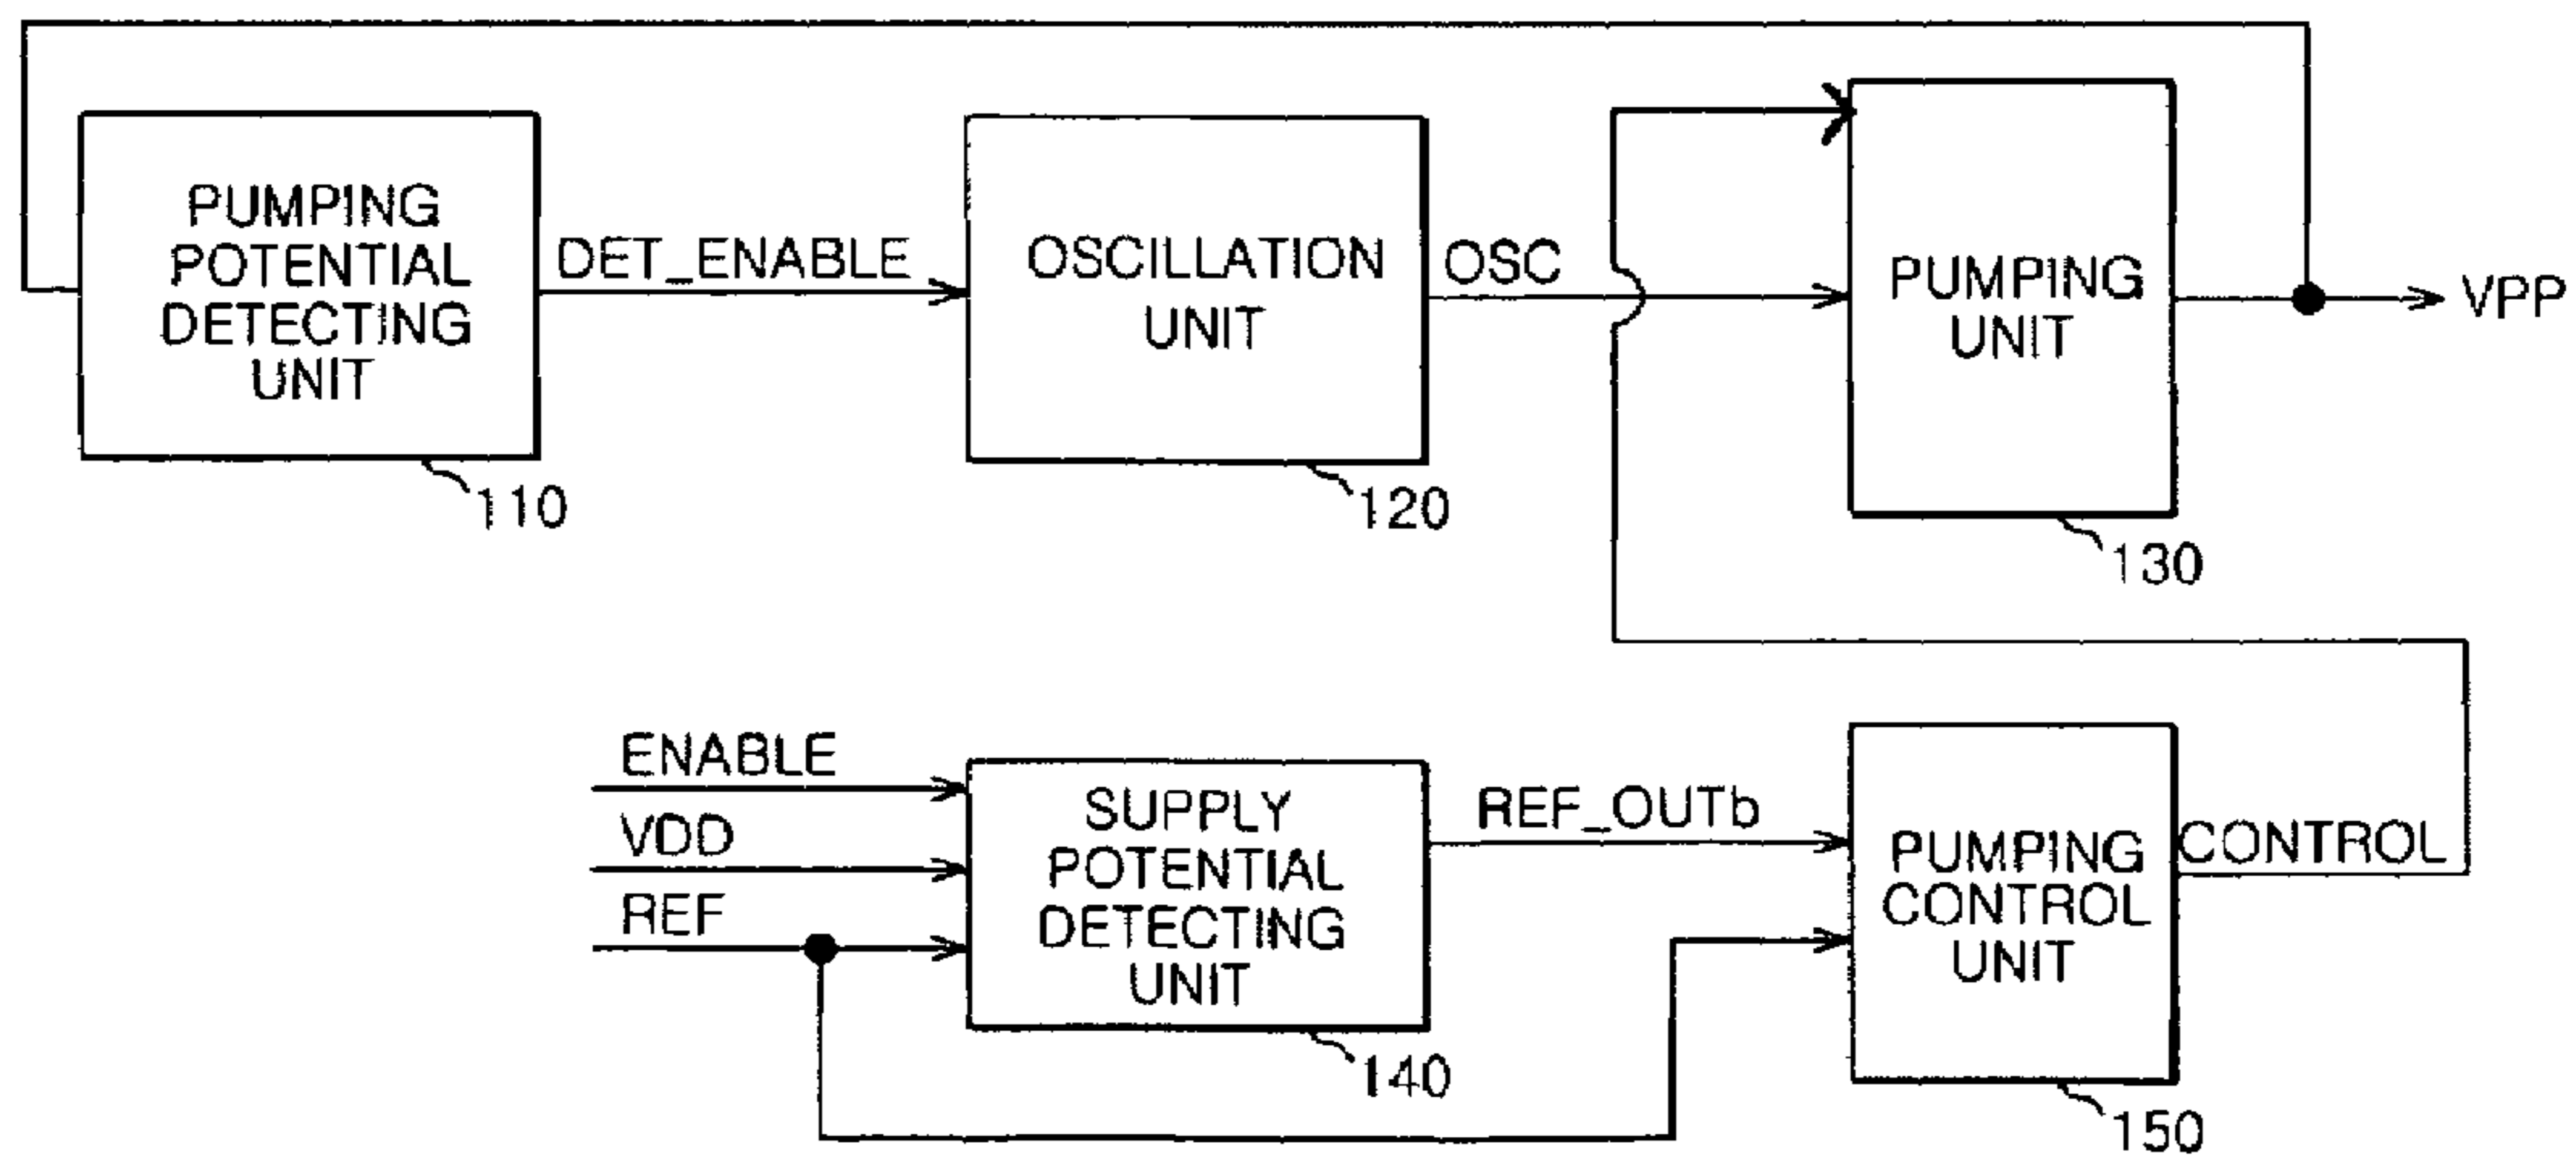 PUMPING
POTENTIAL
DETECTING
UNIT
110
DET_ENABLE
OSCILLATION
UNIT
120
OSC
PUMPING
UNIT
130
VPP
ENABLE
VDD
REF
SUPPLY
POTENTIAL
DETECTING
UNIT
140
REF_OUTb
PUMPING
CONTROL
UNIT
150
CONTROL